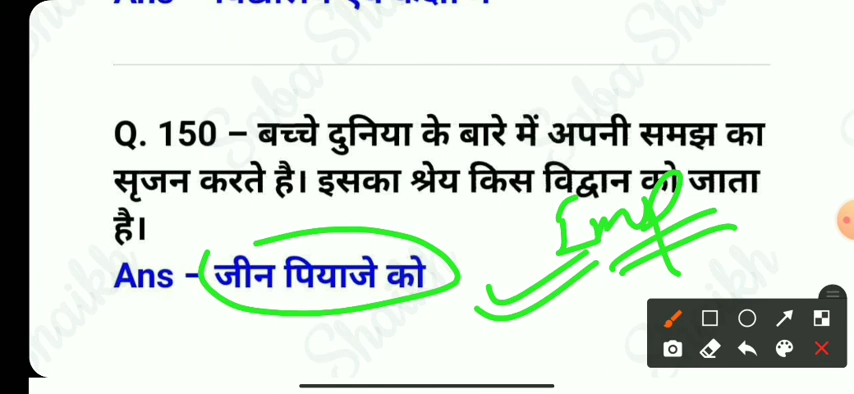 Q. 150 – बच्चे दुनिया के बारे में अपनी समझ का
सृजन करते है। इसका श्रेय किस विद्वान को जाता
है।
Imp
Ans – जीन पियाजे को